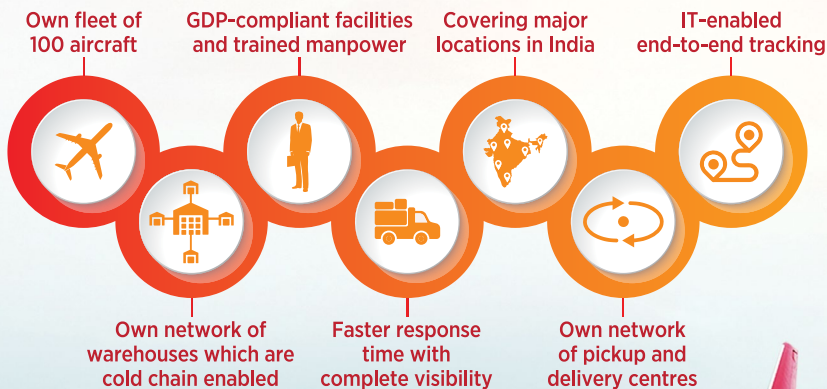 Own fleet of
100 aircraft
GDP-compliant facilities
and trained manpower
Covering major
locations in India
IT-enabled
end-to-end tracking
Own network of
warehouses which are
cold chain enabled
Faster response
time with
complete visibility
Own network
of pickup and
delivery centres